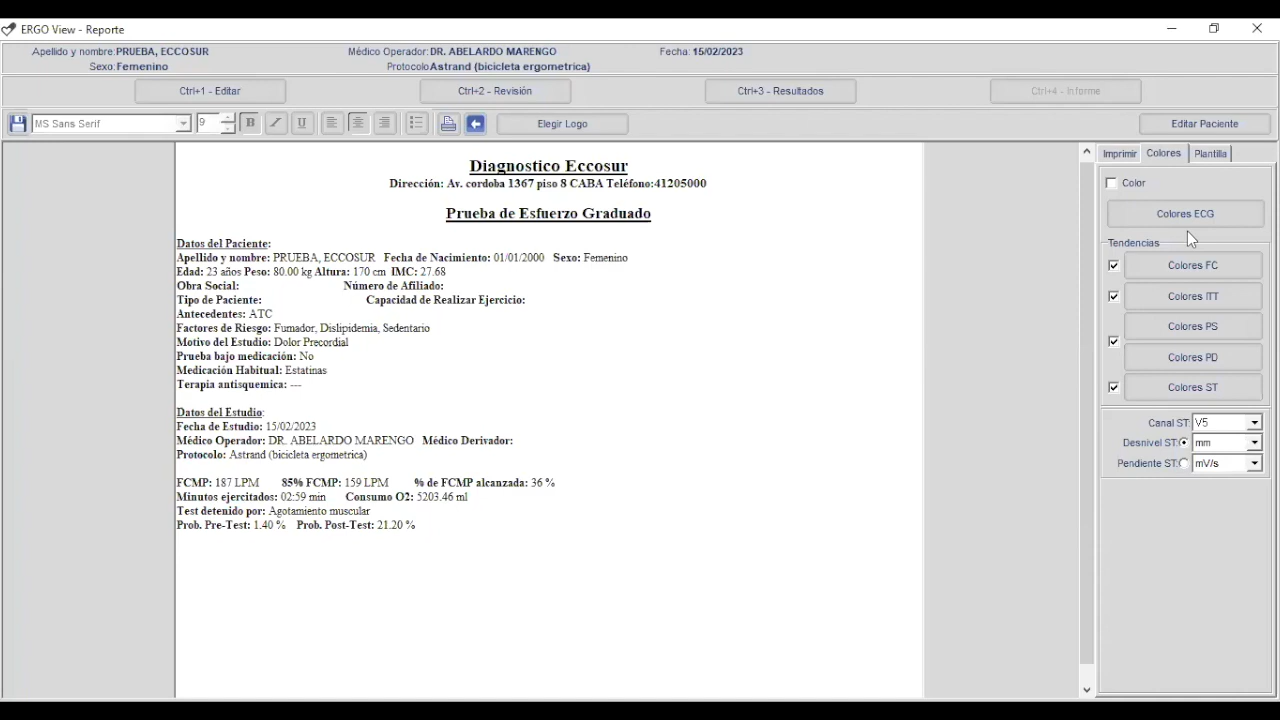 ERGO View - Reporte
Apellido y nombre:PRUEBA, ECCOSUR Médico Operador:DR. ABELARDO MARENGO Fecha: 15/02/2023
Sexo:Femenino Protocolo:Astrand (bicicleta ergometrica)
Ctrl+1 - Editar Ctrl+2 - Revisión Ctrl+3 - Resultados Ctrl+4 - Informe
MS Sans Serif 9 B I U Elegir Logo Editar Paciente
Diagnostico Eccosur
Dirección: Av. cordoba 1367 piso 8 CABA Teléfono:41205000
Prueba de Esfuerzo Graduado
Datos del Paciente:
Apellido y nombre: PRUEBA, ECCOSUR Fecha de Nacimiento: 01/01/2000 Sexo: Femenino
Edad: 23 años Peso: 80.00 kg Altura: 170 cm IMC: 27.68
Obra Social: Número de Afiliado:
Tipo de Paciente: Capacidad de Realizar Ejercicio:
Antecedentes: ATC
Factores de Riesgo: Fumador, Dislipidemia, Sedentario
Motivo del Estudio: Dolor Precordial
Prueba bajo medicación: No
Medicación Habitual: Estatinas
Terapia antisquemica: ---
Datos del Estudio:
Fecha de Estudio: 15/02/2023
Médico Operador: DR. ABELARDO MARENGO Médico Derivador:
Protocolo: Astrand (bicicleta ergometrica)
FCMP: 187 LPM 85% FCMP: 159 LPM % de FCMP alcanzada: 36 %
Minutos ejercitados: 02:59 min Consumo O2: 5203.46 ml
Test detenido por: Agotamiento muscular
Prob. Pre-Test: 1.40 % Prob. Post-Test: 21.20 %
Imprimir Colores Plantilla
Color
Colores ECG
Tendencias
Colores FC
Colores ITT
Colores PS
Colores PD
Colores ST
Canal ST: V5
Desnivel ST: mm
Pendiente ST: mV/s